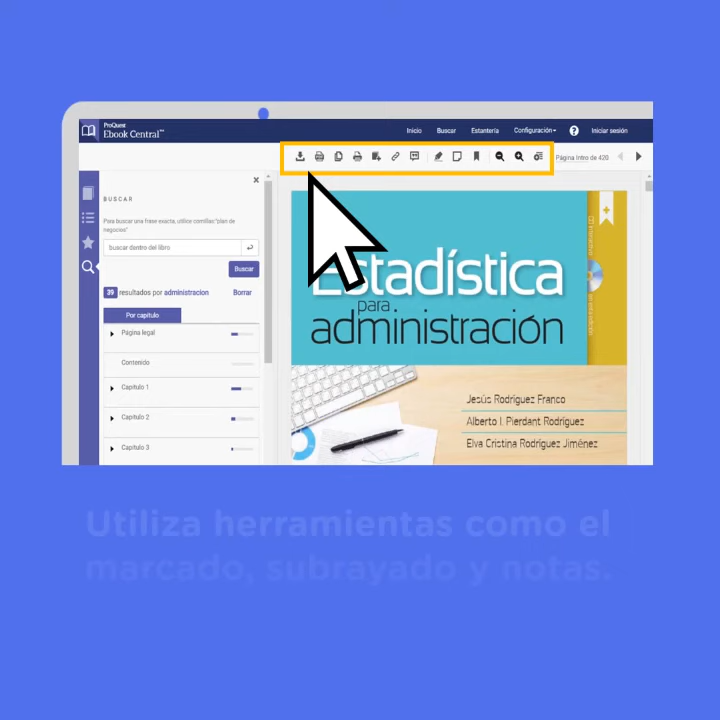 ProQuest
Ebook Central™
Inicio
Buscar
Estantería
Configuración
Iniciar sesión
Página Intro de 420
BUSCAR
Para buscar una frase exacta, utilice comillas:"plan de
negocios"
buscar dentro del libro
Buscar
39 resultados por administracion
Borrar
Por capítulo
Página legal
Contenido
Capítulo 1
Capítulo 2
Capítulo 3
Estadística
para
administración
Jesús Rodríguez Franco
Alberto I. Pierdant Rodríguez
Elva Cristina Rodríguez Jiménez
Utiliza herramientas como el
marcado, subrayado y notas.